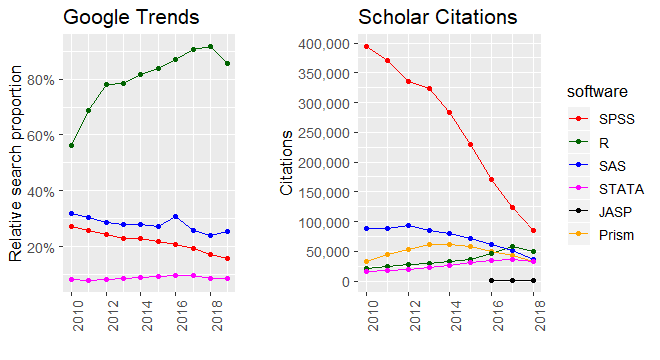 Google Trends
Relative search proportion
80%
60%
40%
20%
2010
2012
2014
2016
2018
Scholar Citations
Citations
400,000
350,000
300,000
250,000
200,000
150,000
100,000
50,000
0
2010
2012
2014
2016
2018
software
SPSS
R
SAS
STATA
JASP
Prism